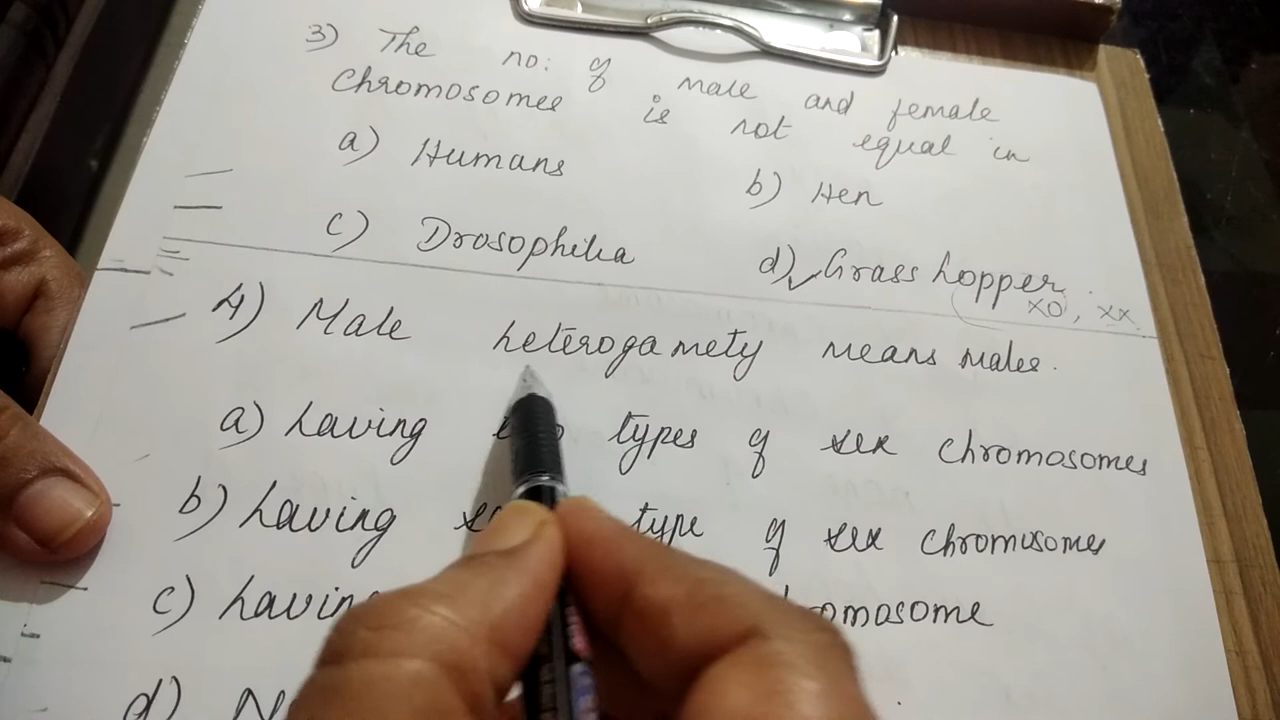 3) The no: of male and female
chromosomes is not equal in
a) Humans
b) Hen
c) Drosophila
d) Grass hopper
XO, XX
4) Male heterogamety means males.
a) having types of sex chromosomes
b) having type of sex chromosomes
c) having
d)